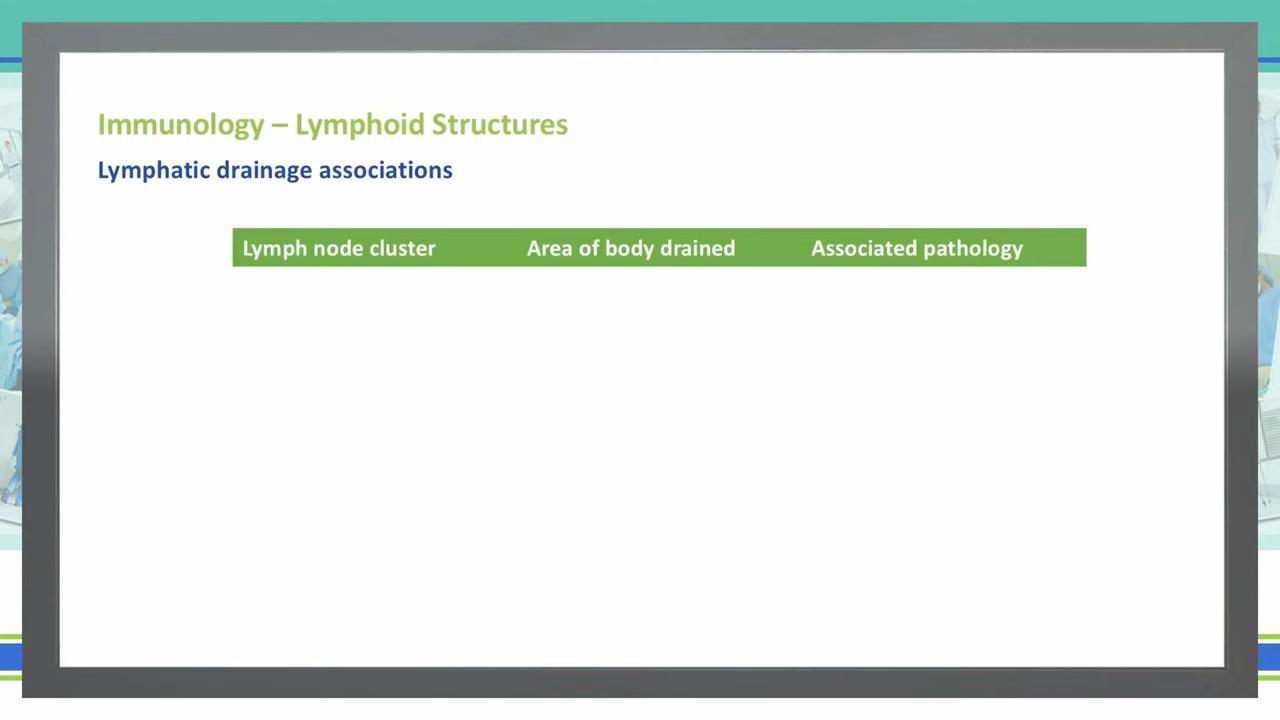 Immunology – Lymphoid Structures
Lymphatic drainage associations
Lymph node cluster Area of body drained Associated pathology